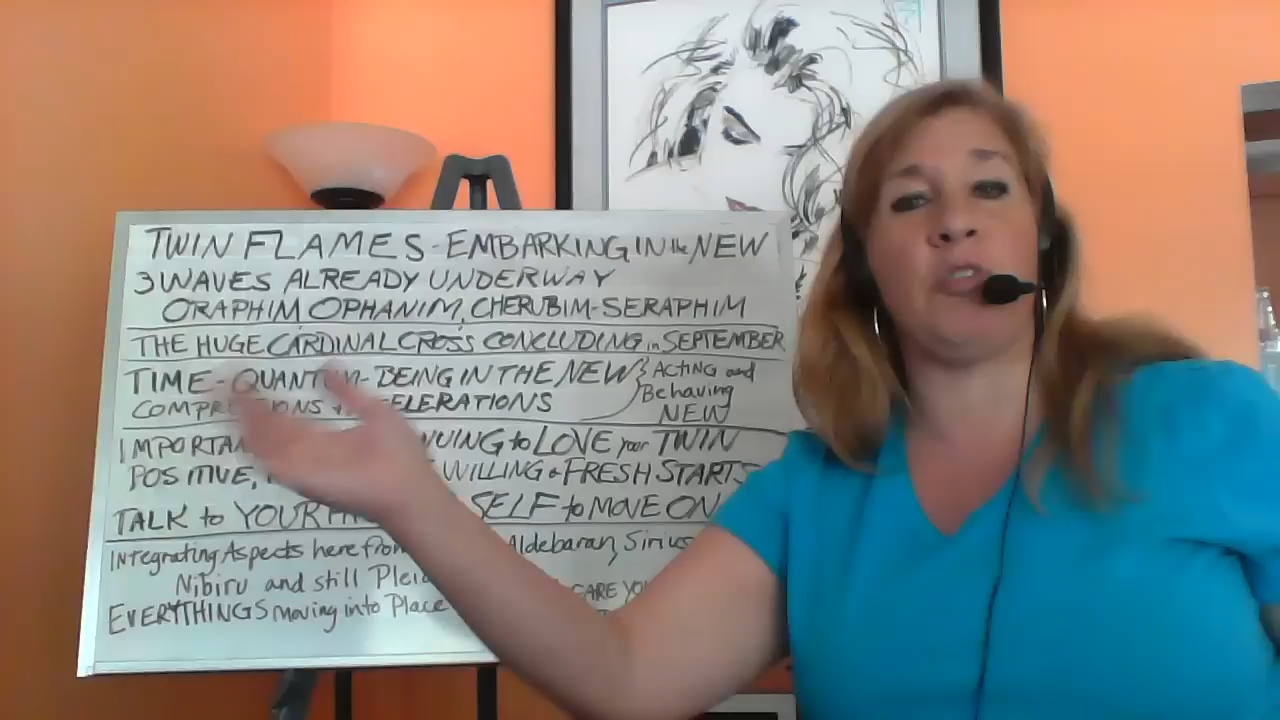 TWIN FLAMES - EMBARKING IN the NEW
3 WAVES ALREADY UNDERWAY
ORAPHIM OPHANIM, CHERUBIM-SERAPHIM
THE HUGE CARDINAL CROSS CONCLUDING in SEPTEMBER
TIME - QUANTUM - BEING IN THE NEW } ACTING and
Behaving
NEW
IMPORTAN
to LOVE your TWIN
POSITIVE,
WILLING & FRESH STARTS
TALK to YOUR
SELF to MOVE ON
Integrating Aspects here from
Aldebaran, Sirius
Nibiru and still
CARE
EVERYTHINGS moving into Place